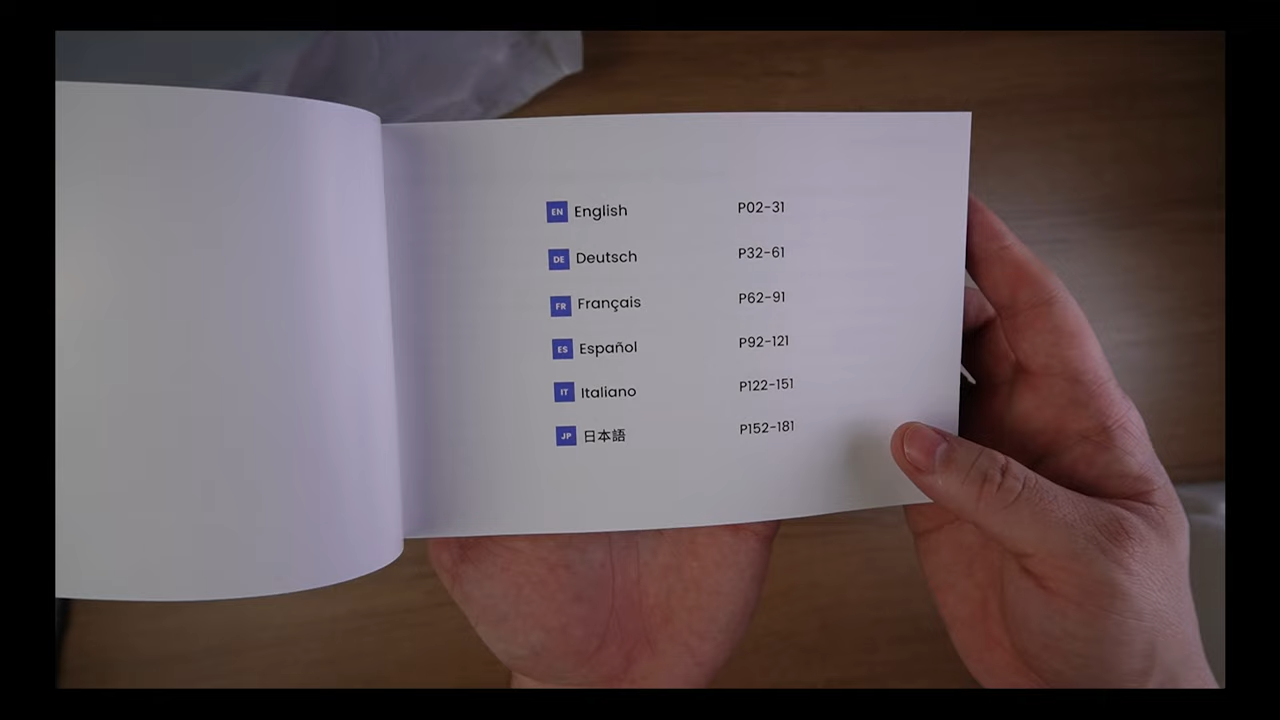 EN English P02-31
DE Deutsch P32-61
FR Français P62-91
ES Español P92-121
IT Italiano P122-151
JP 日本語 P152-181